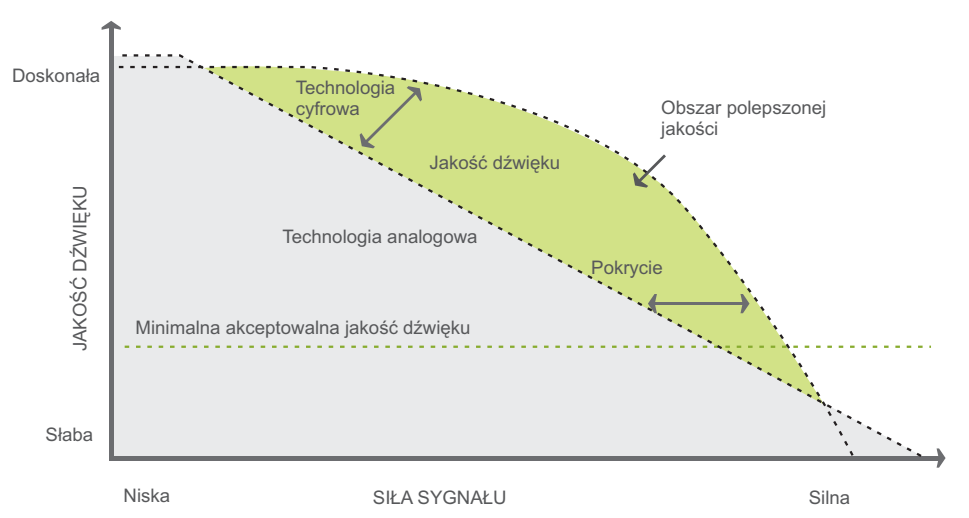 Doskonała
Technologia
cyfrowa
Obszar polepszonej
jakości
Jakość dźwięku
Technologia analogowa
Pokrycie
JAKOŚĆ DŹWIĘKU
Minimalna akceptowalna jakość dźwięku
Słaba
Niska
SIŁA SYGNAŁU
Silna